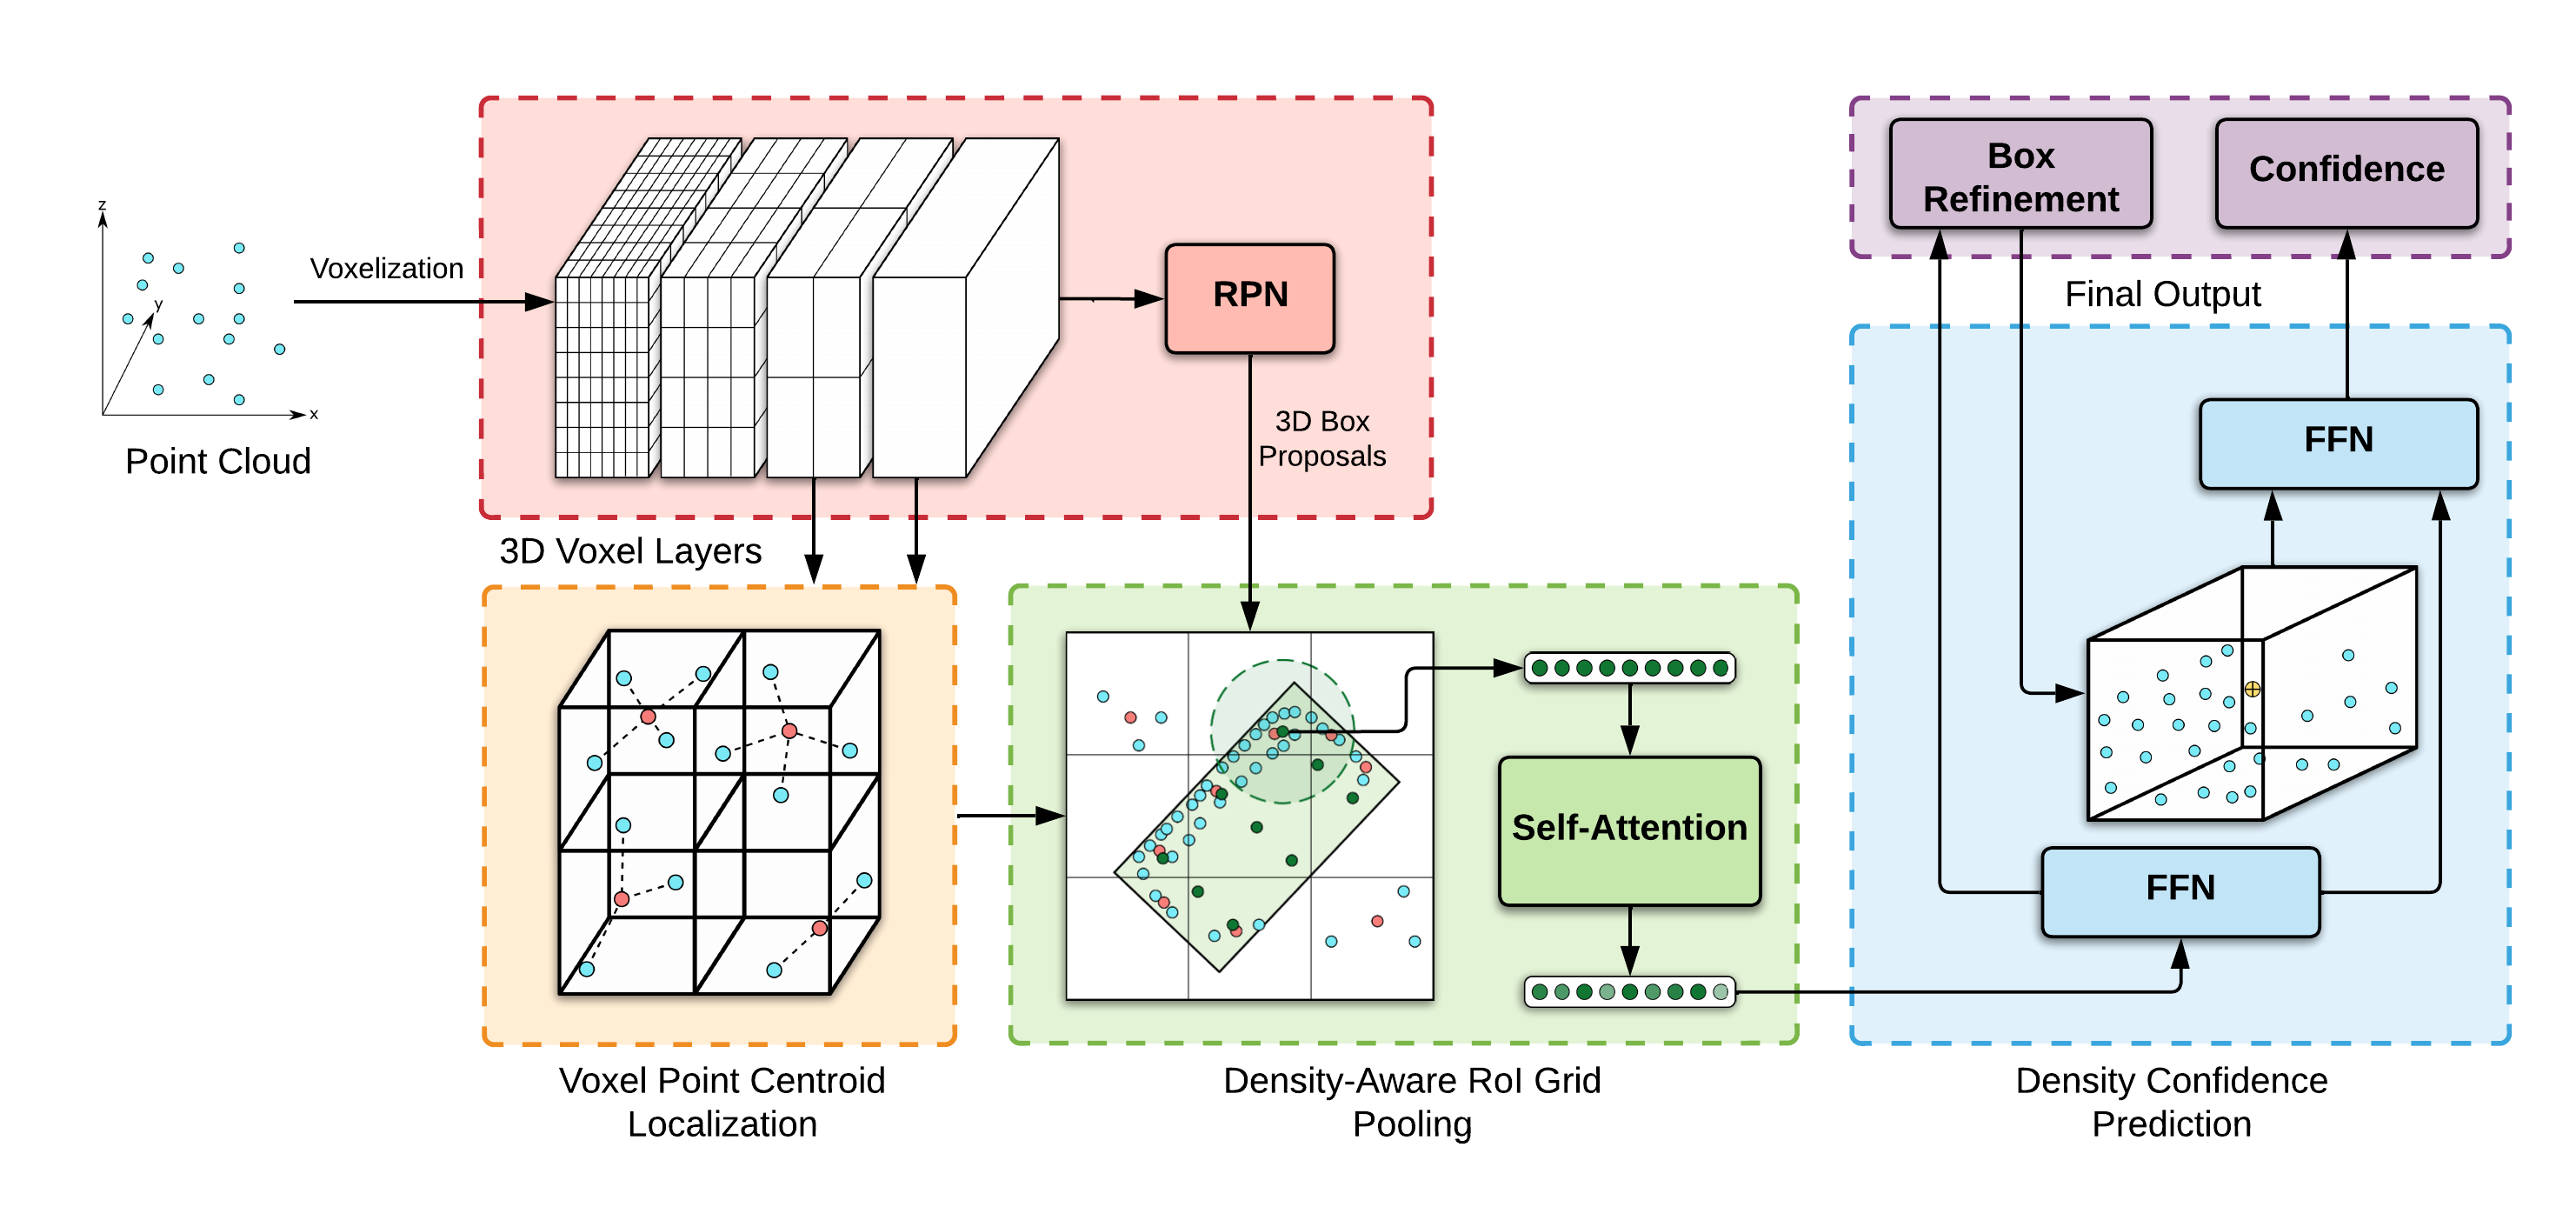 z
y
x
Point Cloud
Voxelization
RPN
3D Box
Proposals
3D Voxel Layers
Voxel Point Centroid
Localization
Self-Attention
Density-Aware RoI Grid
Pooling
Box
Refinement
Confidence
Final Output
FFN
FFN
Density Confidence
Prediction